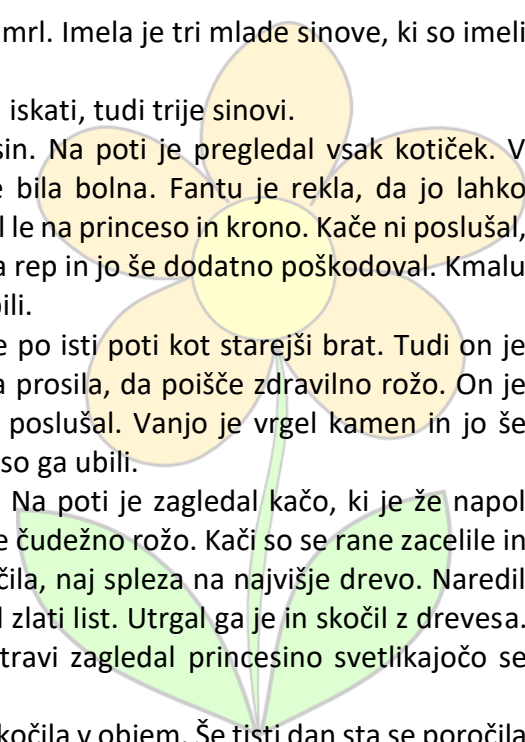 mrl. Imela je tri mlade sinove, ki so imeli
iskati, tudi trije sinovi.
sin. Na poti je pregledal vsak kotiček. V
bila bolna. Fantu je rekla, da jo lahko
l le na princeso in krono. Kače ni poslušal,
a rep in jo še dodatno poškodoval. Kmalu
bili.
e po isti poti kot starejši brat. Tudi on je
a prosila, da poišče zdravilno rožo. On je
poslušal. Vanjo je vrgel kamen in jo še
so ga ubili.
Na poti je zagledal kačo, ki je že napol
e čudežno rožo. Kači so se rane zacelile in
čila, naj spleza na najvišje drevo. Naredil
l zlati list. Utrgal ga je in skočil z drevesa.
travi zagledal princesino svetlikajočo se
kočila v objem. Še tisti dan sta se poročila